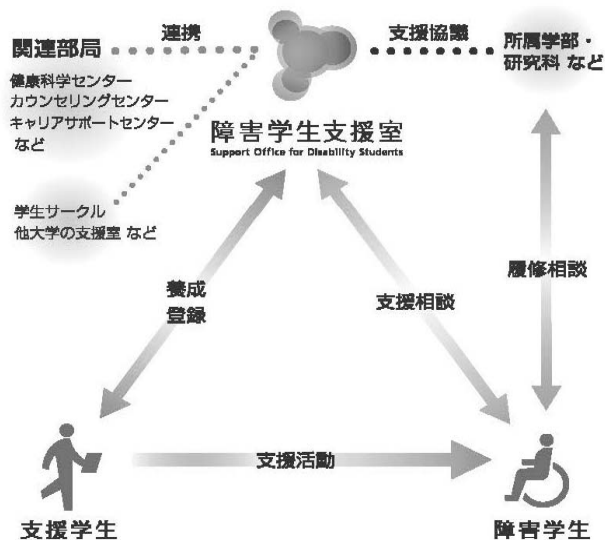 関連部局
連携
支援協議
所属学部・
研究科 など
健康科学センター
カウンセリングセンター
キャリアサポートセンター
など
障害学生支援室
Support Office for Disability Students
学生サークル
他大学の支援室 など
養成
登録
支援相談
履修相談
支援活動
支援学生
障害学生